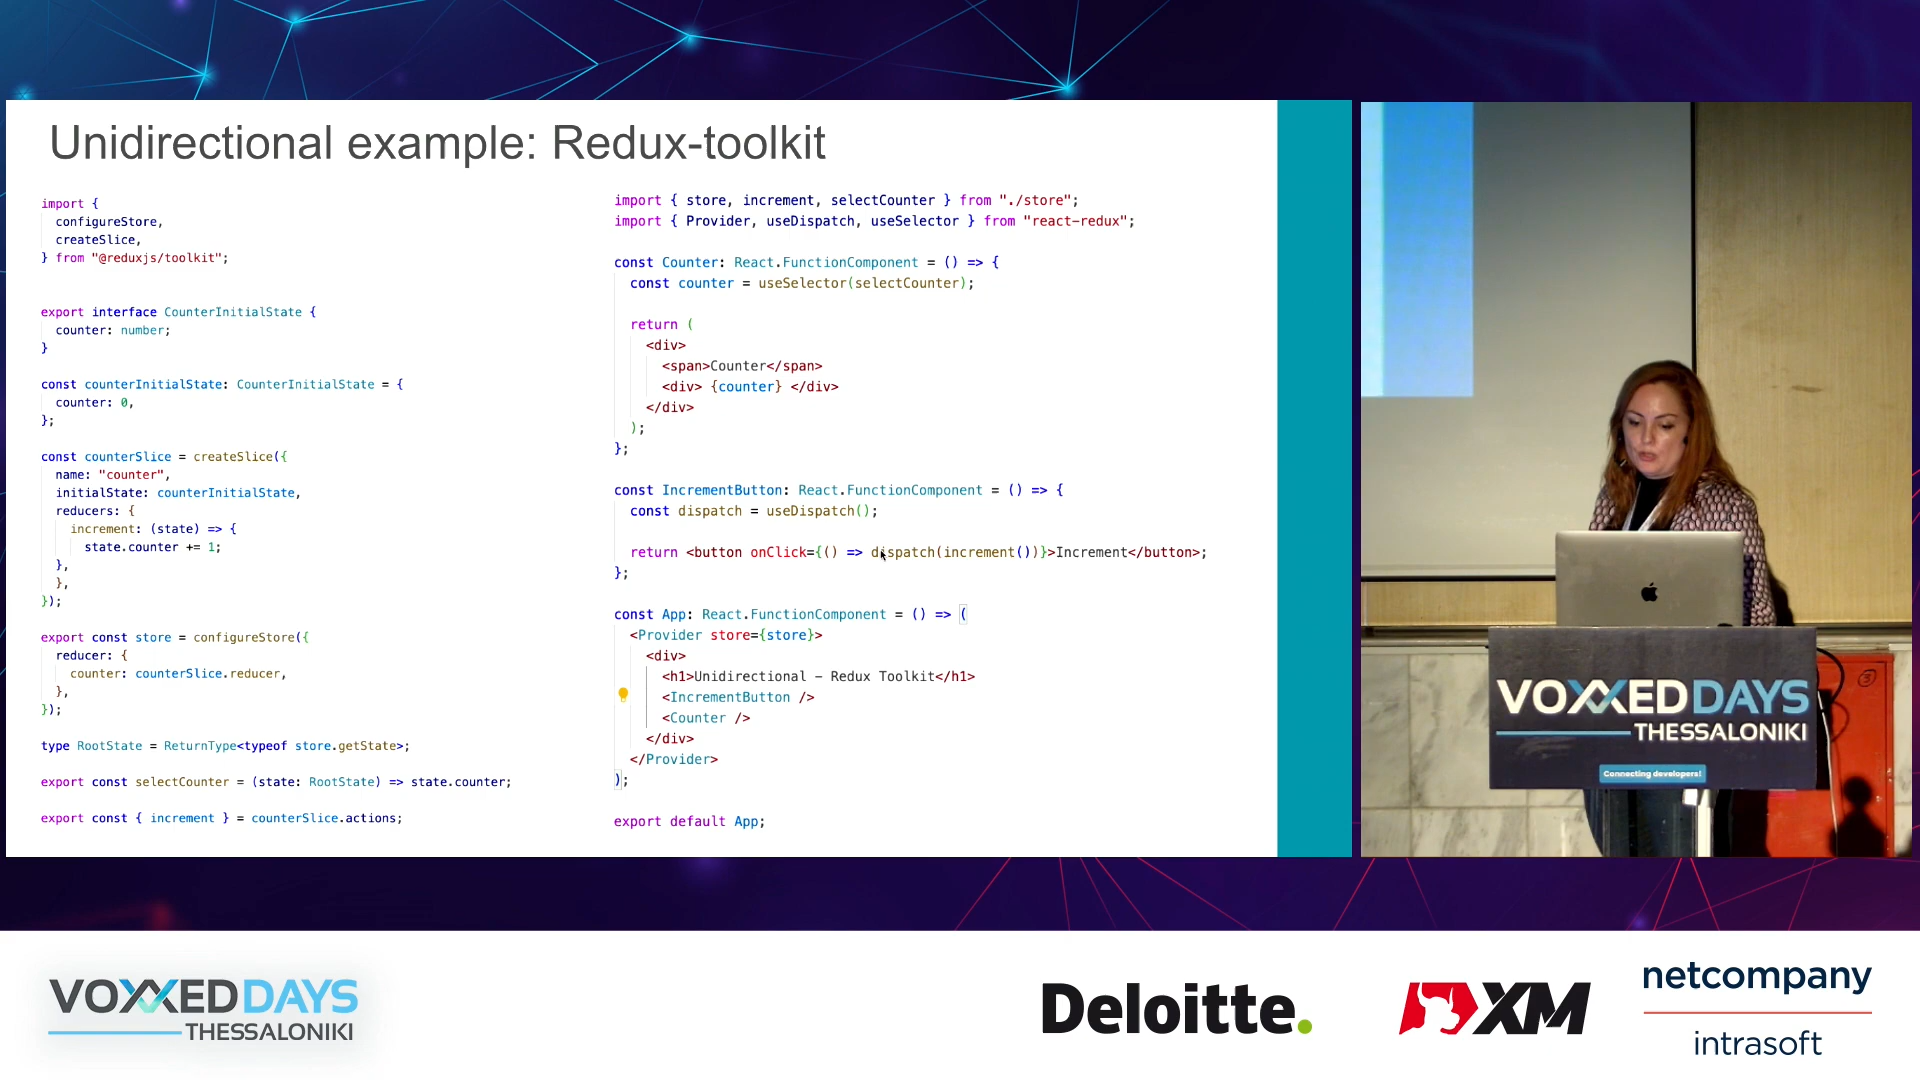 Unidirectional example: Redux-toolkit
import {
configureStore,
createSlice,
} from "@reduxjs/toolkit";
export interface CounterInitialState {
counter: number;
}
const counterInitialState: CounterInitialState = {
counter: 0,
};
const counterSlice = createSlice({
name: "counter",
initialState: counterInitialState,
reducers: {
increment: (state) => {
state.counter += 1;
},
},
});
export const store = configureStore({
reducer: {
counter: counterSlice.reducer,
},
});
type RootState = ReturnType<typeof store.getState>;
export const selectCounter = (state: RootState) => state.counter;
export const { increment } = counterSlice.actions;
import { store, increment, selectCounter } from "./store";
import { Provider, useDispatch, useSelector } from "react-redux";
const Counter: React.FunctionComponent = () => {
const counter = useSelector(selectCounter);
return (
<div>
<span>Counter</span>
<div> {counter} </div>
</div>
);
};
const IncrementButton: React.FunctionComponent = () => {
const dispatch = useDispatch();
return <button onClick={() => dispatch(increment())}>Increment</button>;
};
const App: React.FunctionComponent = () => (
<Provider store={store}>
<div>
<h1>Unidirectional – Redux Toolkit</h1>
<IncrementButton />
<Counter />
</div>
</Provider>
);
export default App;
VOXXED DAYS
THESSALONIKI
Connecting developers!
VOXXED DAYS
THESSALONIKI
Deloitte.
XM
netcompany
intrasoft